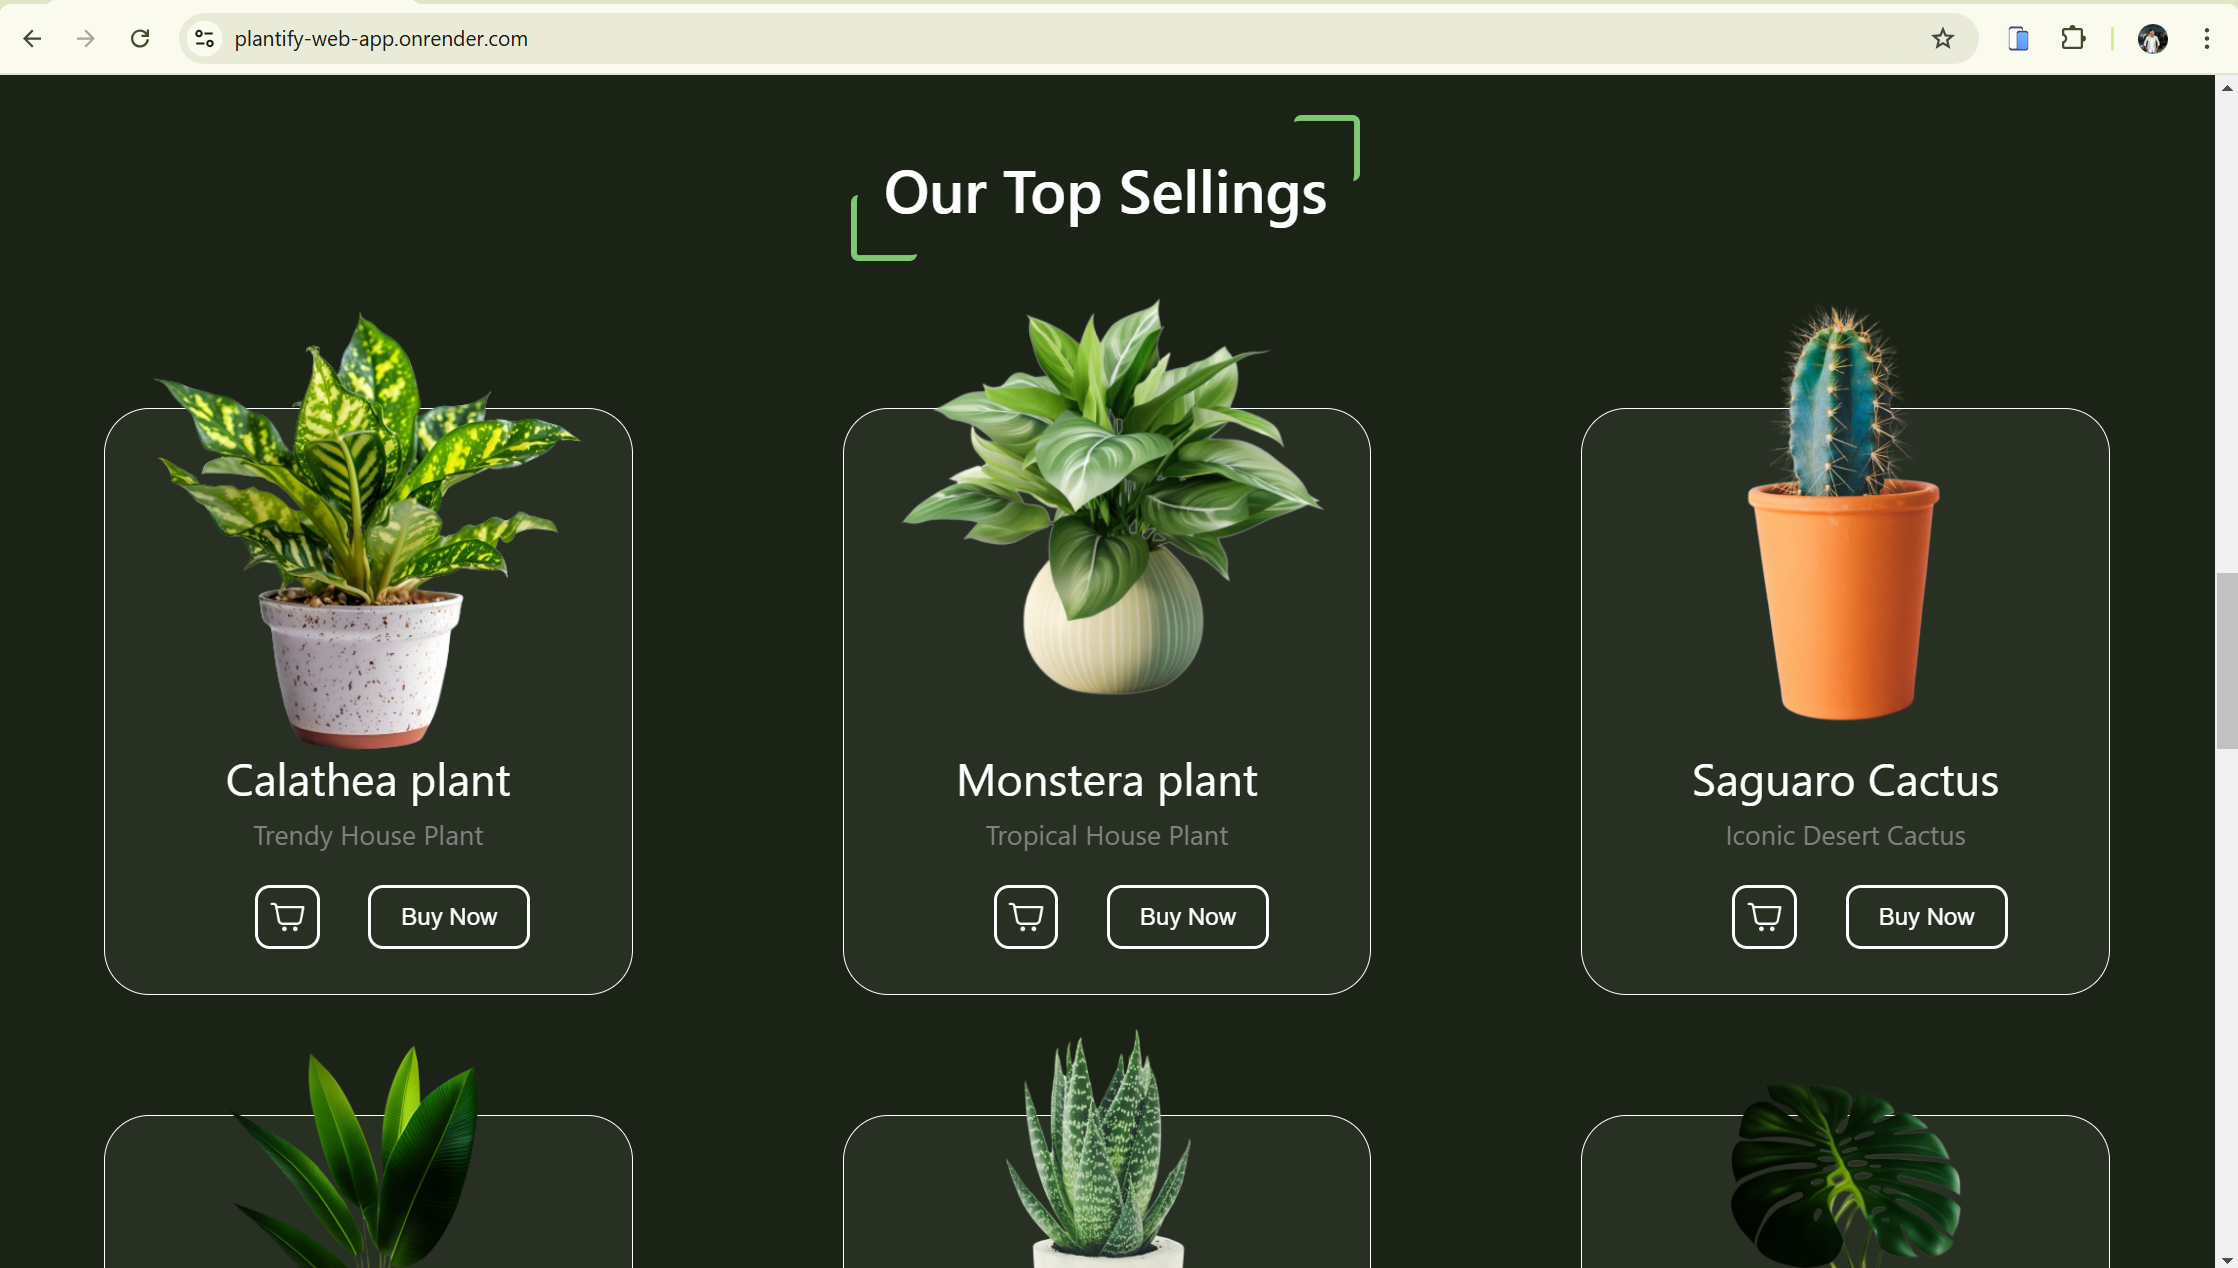 plantify-web-app.onrender.com
Our Top Sellings
Calathea plant
Trendy House Plant
Buy Now
Monstera plant
Tropical House Plant
Buy Now
Saguaro Cactus
Iconic Desert Cactus
Buy Now